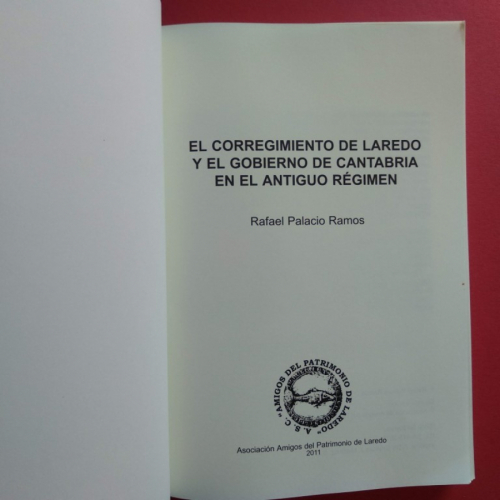 EL CORREGIMIENTO DE LAREDO
Y EL GOBIERNO DE CANTABRIA
EN EL ANTIGUO RÉGIMEN
Rafael Palacio Ramos
A. S. C. "AMIGOS DEL PATRIMONIO DE LAREDO"
Asociación Amigos del Patrimonio de Laredo
2011